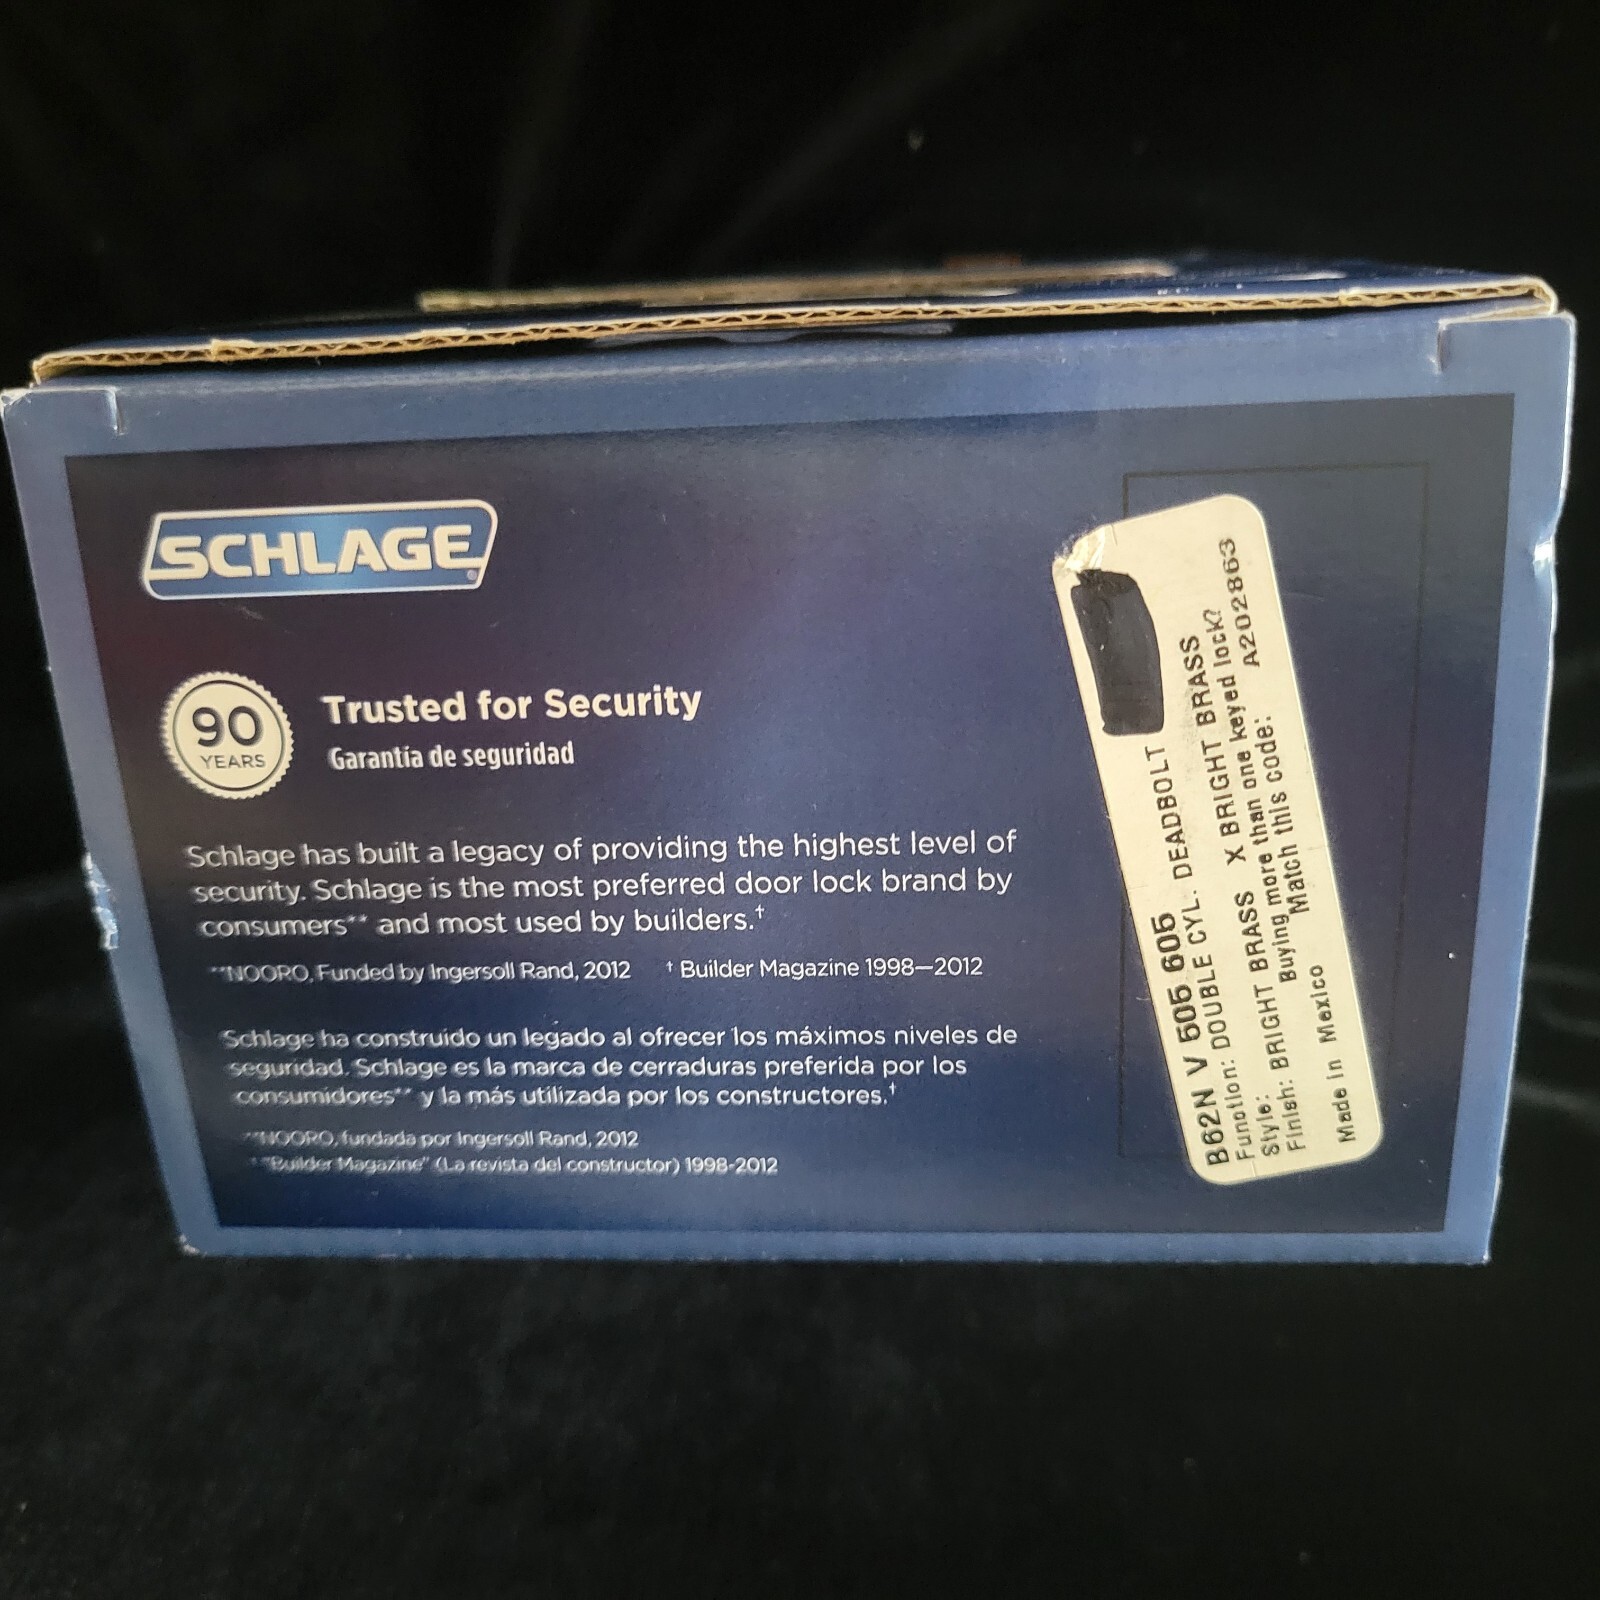 SCHLAGE
90
YEARS
Trusted for Security
Garantía de seguridad
Schlage has built a legacy of providing the highest level of
security. Schlage is the most preferred door lock brand by
consumers** and most used by builders.†
**NOORO, Funded by Ingersoll Rand, 2012 † Builder Magazine 1998—2012
Schlage ha construido un legado al ofrecer los máximos niveles de
seguridad. Schlage es la marca de cerraduras preferida por los
consumidores** y la más utilizada por los constructores.†
**NOORO, fundada por Ingersoll Rand, 2012
† "Builder Magazine" (La revista del constructor) 1998-2012
B62N V 505 605
Function: DOUBLE CYL. DEADBOLT
Style:
Finish: BRIGHT BRASS X BRIGHT BRASS
Buying more than one keyed lock?
Match this code: A202863
Made in Mexico